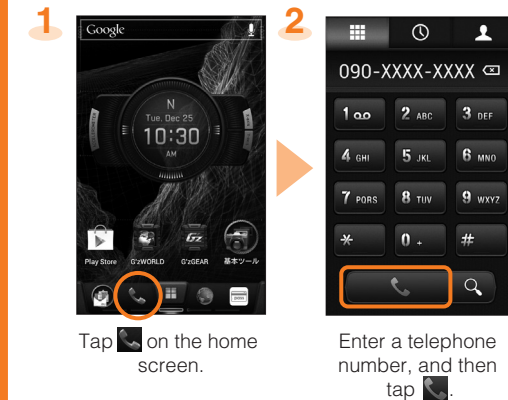 1
Google
N
Tue. Dec 25
10:30
AM
Play Store
G'zWORLD
G'zGEAR
基本ツール
Tap on the home
screen.
2
090-XXXX-XXXX
1
2 ABC
3 DEF
4 GHI
5 JKL
6 MNO
7 PQRS
8 TUV
9 WXYZ
*
0 +
#
Enter a telephone
number, and then
tap .